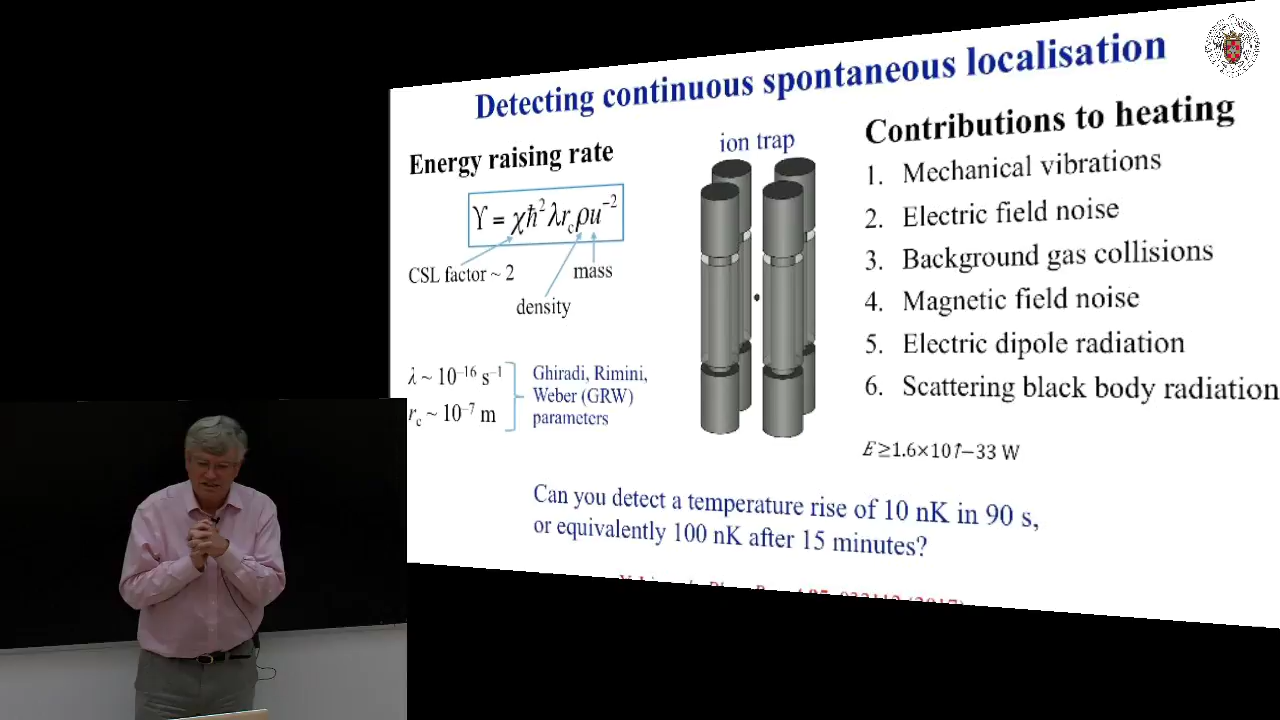 Detecting continuous spontaneous localisation
Energy raising rate
ϒ = χħ²λr_cρu⁻²
CSL factor ~ 2
mass
density
λ ~ 10⁻¹⁶ s⁻¹
r_c ~ 10⁻⁷ m
Ghiradi, Rimini,
Weber (GRW)
parameters
ion trap
Contributions to heating
1. Mechanical vibrations
2. Electric field noise
3. Background gas collisions
4. Magnetic field noise
5. Electric dipole radiation
6. Scattering black body radiation
E≥1.6×10↑−33 W
Can you detect a temperature rise of 10 nK in 90 s,
or equivalently 100 nK after 15 minutes?